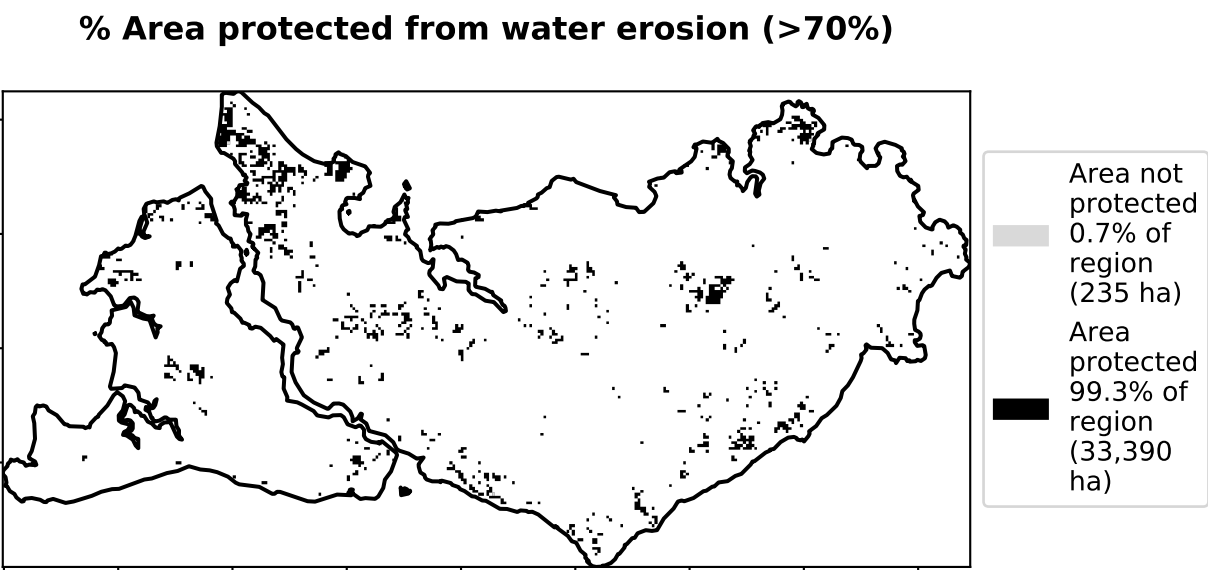 % Area protected from water erosion (>70%)
Area not
protected
0.7% of
region
(235 ha)
Area
protected
99.3% of
region
(33,390
ha)